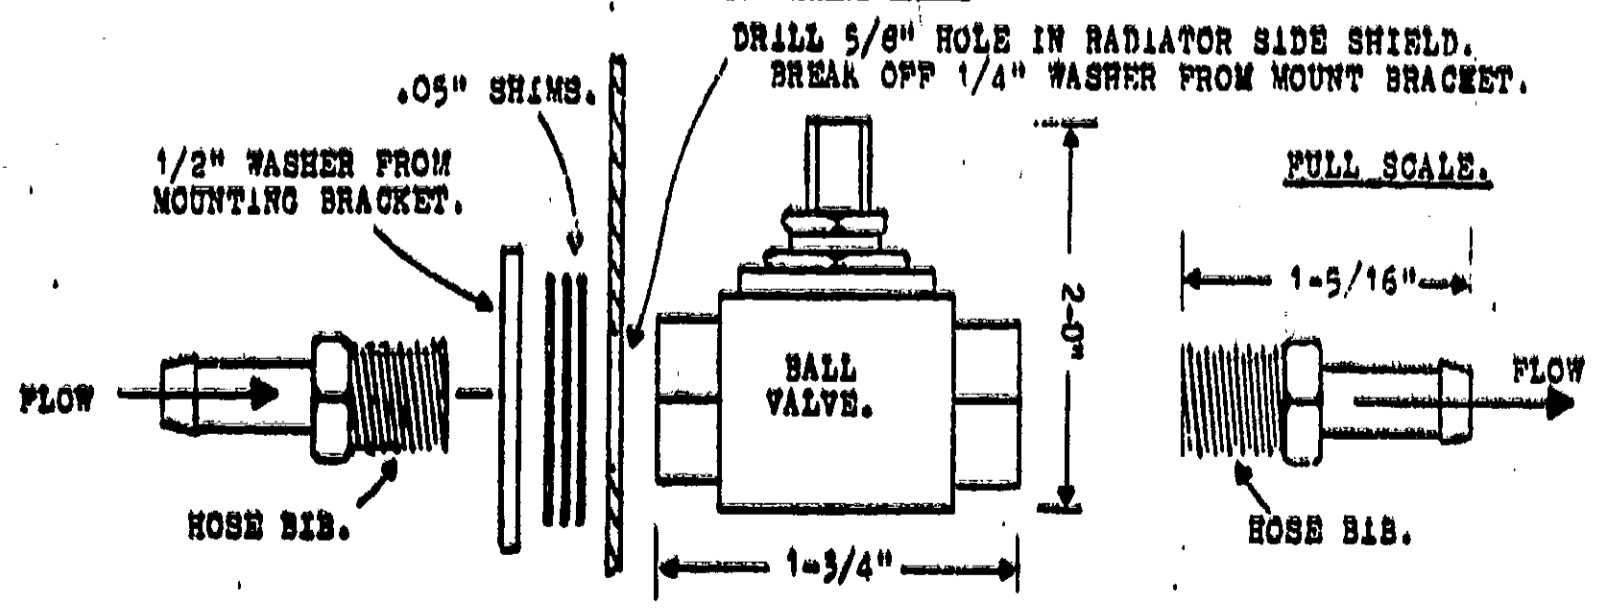 DRILL 5/8" HOLE IN RADIATOR SIDE SHIELD.
BREAK OFF 1/4" WASHER FROM MOUNT BRACKET.
.05" SHIMS.
1/2" WASHER FROM
MOUNTING BRACKET.
FULL SCALE.
1-5/16"
2-0"
FLOW
BALL
VALVE.
FLOW
HOSE BIB.
HOSE BIB.
1-3/4"